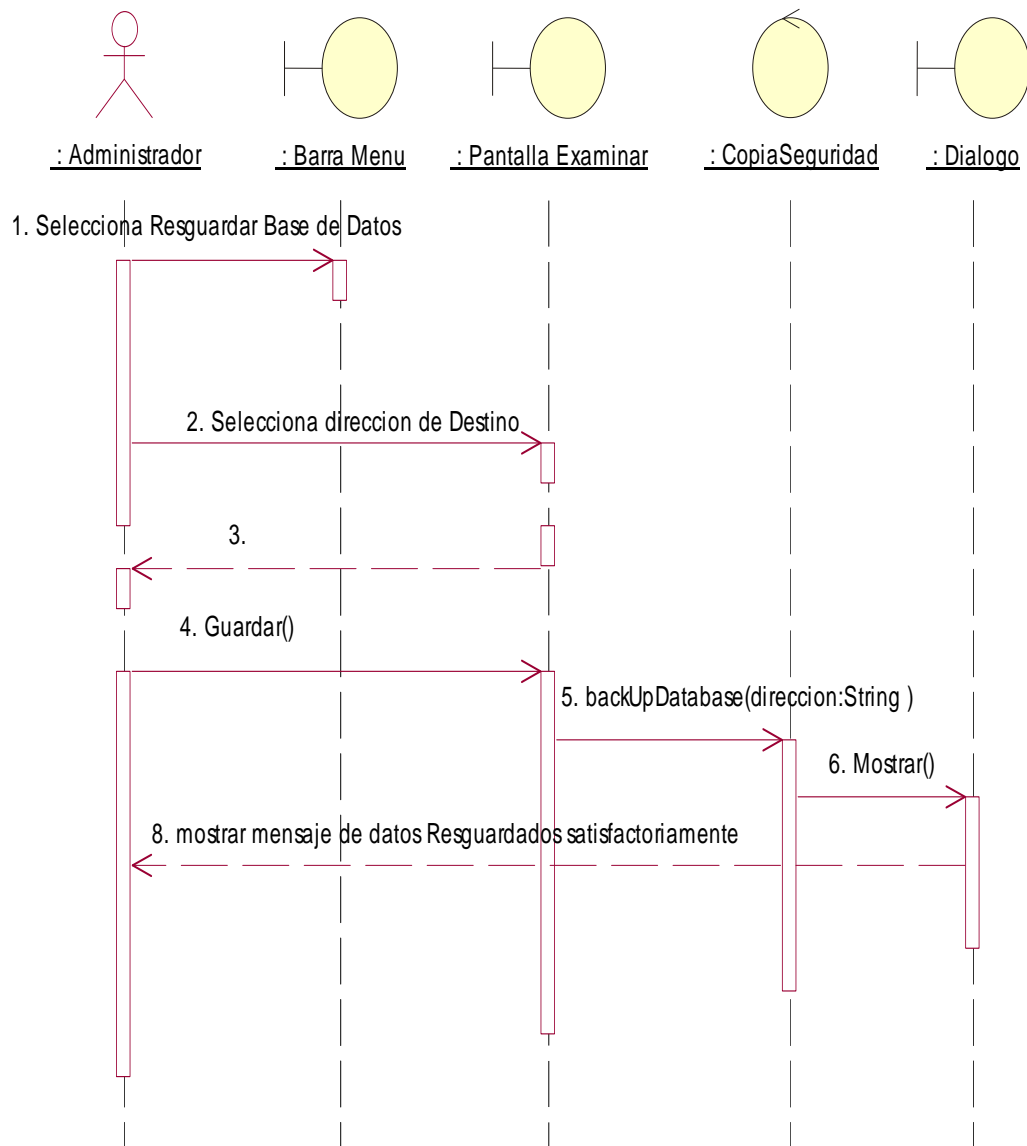 : Administrador
: Barra Menu
: Pantalla Examinar
: CopiaSeguridad
: Dialogo
1. Selecciona Resguardar Base de Datos
2. Selecciona direccion de Destino
3.
4. Guardar()
5. backUpDatabase(direccion:String )
6. Mostrar()
8. mostrar mensaje de datos Resguardados satisfactoriamente